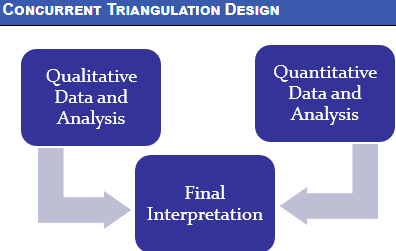 CONCURRENT TRIANGULATION DESIGN
Qualitative
Data and
Analysis
Quantitative
Data and
Analysis
Final
Interpretation